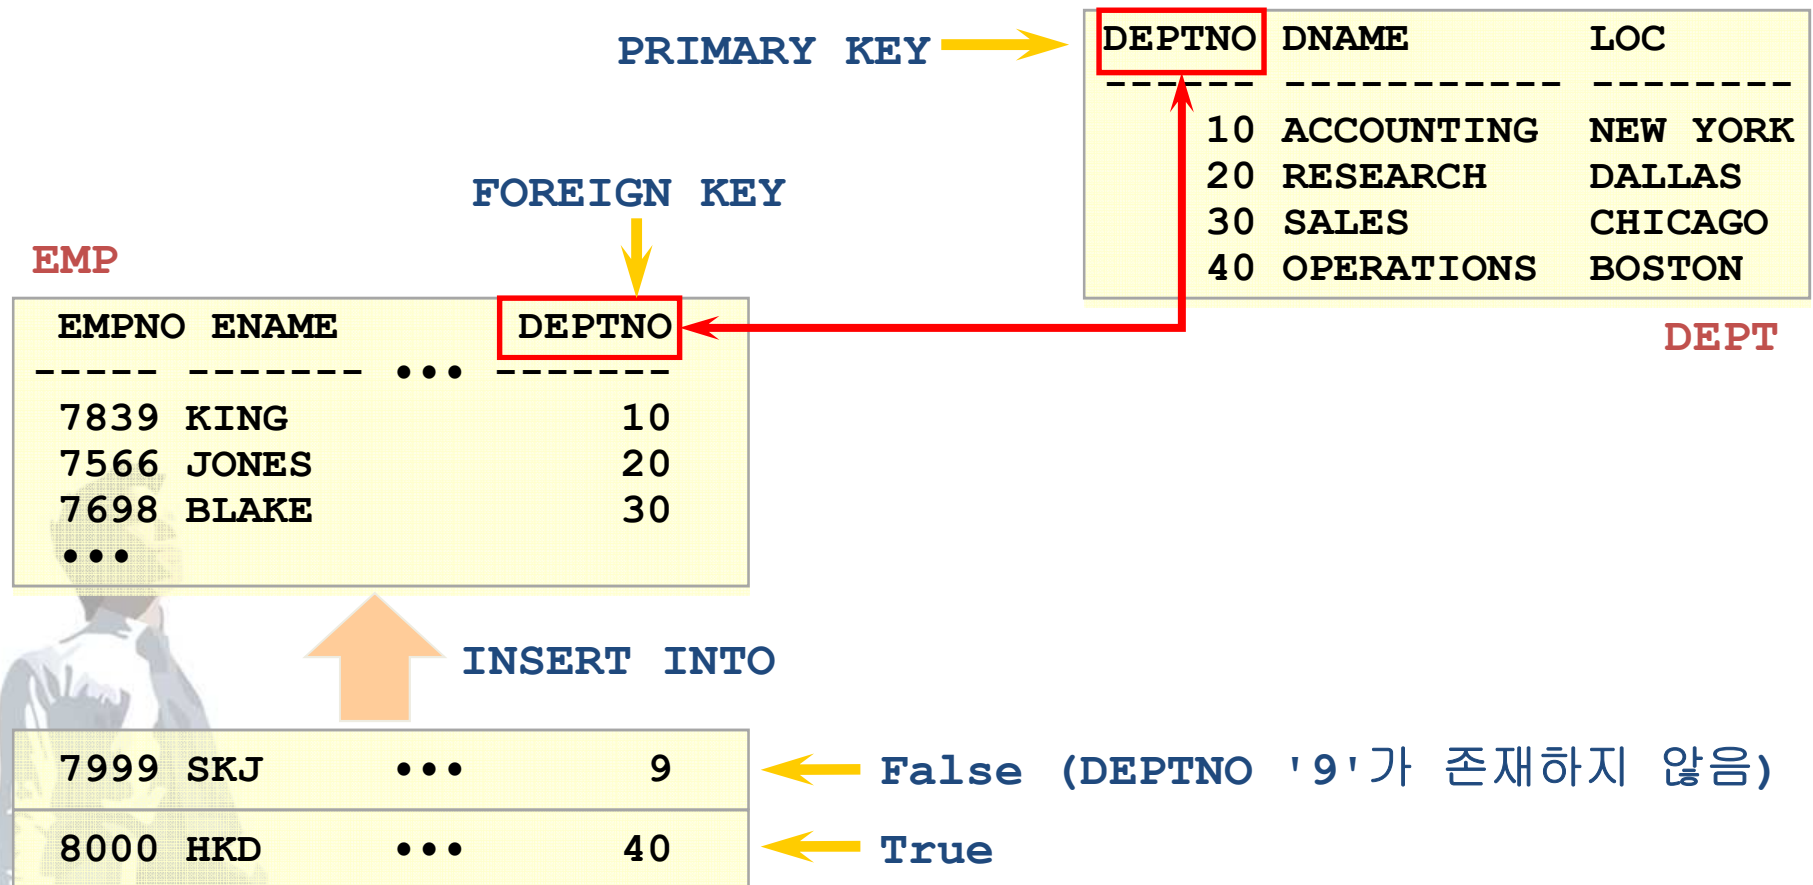 PRIMARY KEY
DEPTNO DNAME LOC
------ ----------- --------
10 ACCOUNTING NEW YORK
20 RESEARCH DALLAS
30 SALES CHICAGO
40 OPERATIONS BOSTON
DEPT
FOREIGN KEY
EMP
EMPNO ENAME DEPTNO
----- ------- ••• -------
7839 KING 10
7566 JONES 20
7698 BLAKE 30
•••
INSERT INTO
7999 SKJ ••• 9
False (DEPTNO '9'가 존재하지 않음)
8000 HKD ••• 40
True